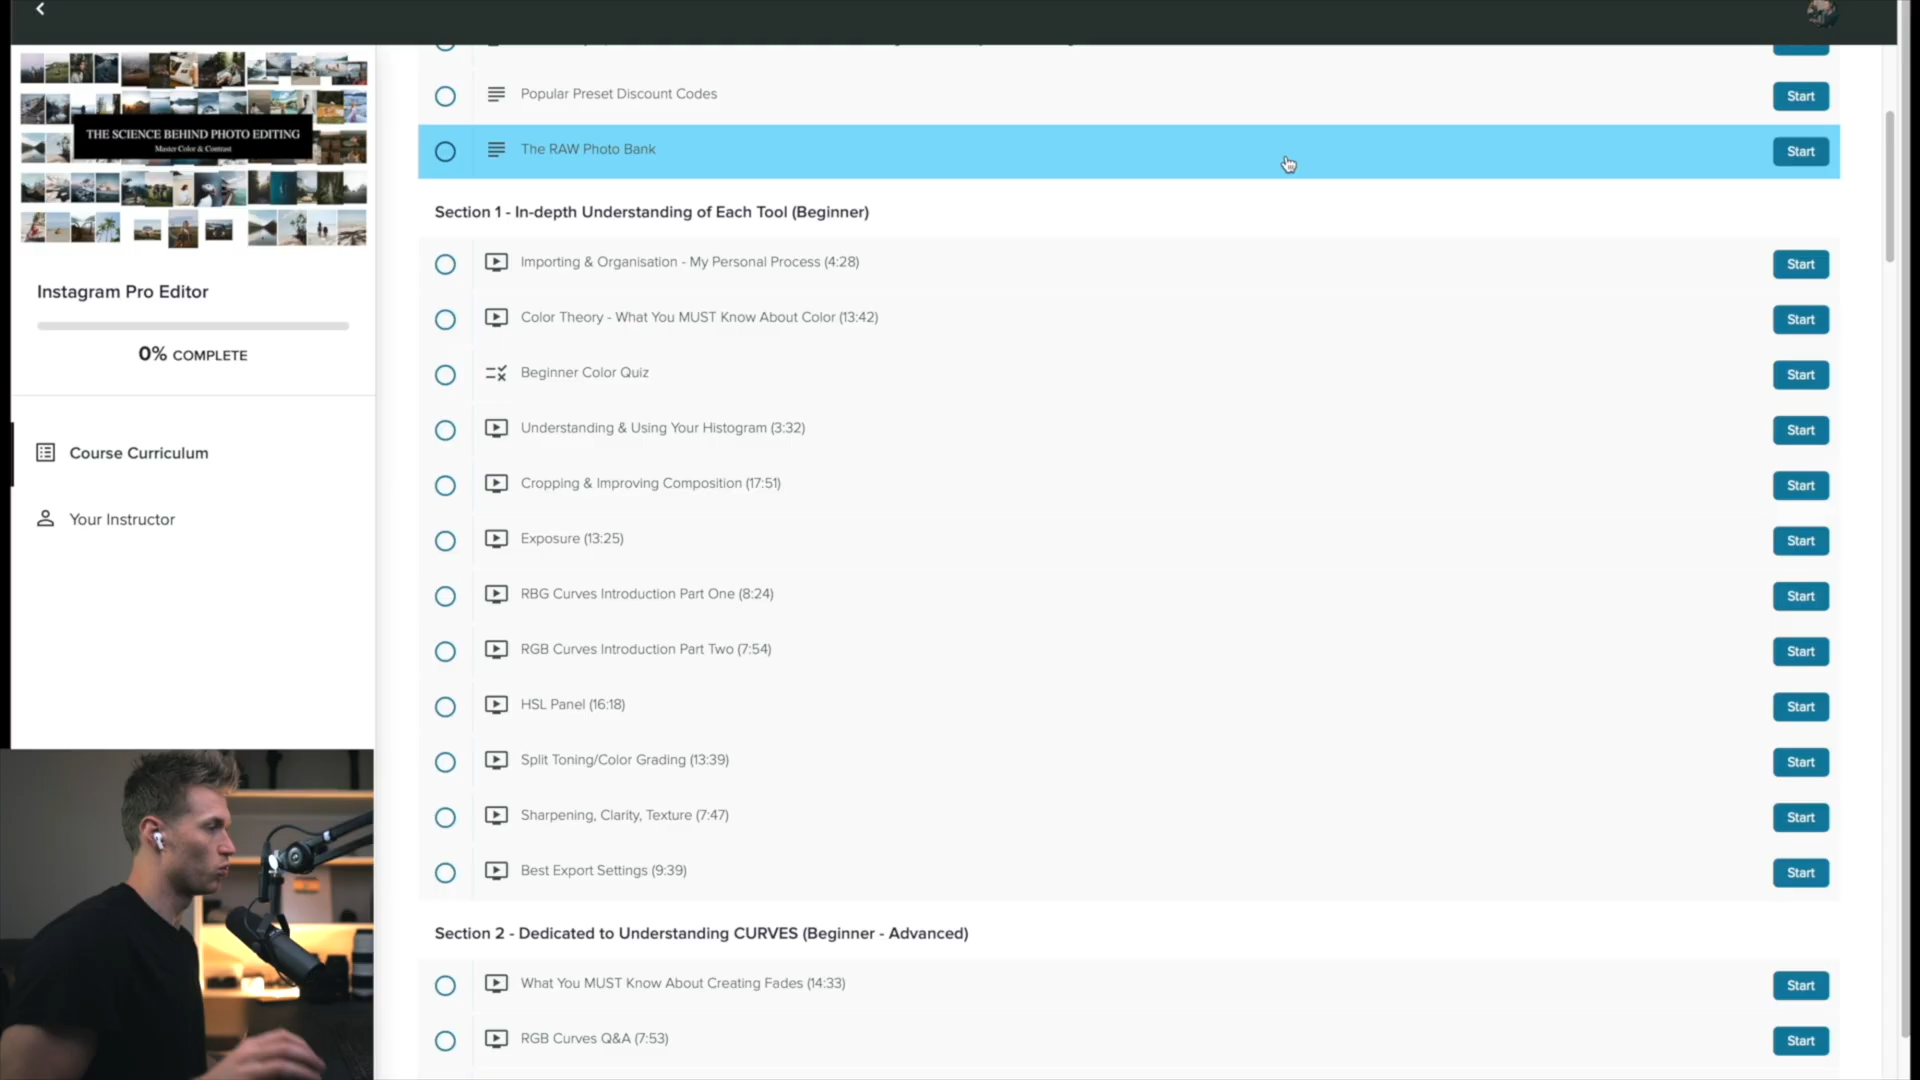 Popular Preset Discount Codes
Start
The RAW Photo Bank
Start
THE SCIENCE BEHIND PHOTO EDITING
Master Color & Contrast
Instagram Pro Editor
0% COMPLETE
Course Curriculum
Your Instructor
Section 1 - In-depth Understanding of Each Tool (Beginner)
Importing & Organisation - My Personal Process (4:28)
Start
Color Theory - What You MUST Know About Color (13:42)
Start
Beginner Color Quiz
Start
Understanding & Using Your Histogram (3:32)
Start
Cropping & Improving Composition (17:51)
Start
Exposure (13:25)
Start
RBG Curves Introduction Part One (8:24)
Start
RGB Curves Introduction Part Two (7:54)
Start
HSL Panel (16:18)
Start
Split Toning/Color Grading (13:39)
Start
Sharpening, Clarity, Texture (7:47)
Start
Best Export Settings (9:39)
Start
Section 2 - Dedicated to Understanding CURVES (Beginner - Advanced)
What You MUST Know About Creating Fades (14:33)
Start
RGB Curves Q&A (7:53)
Start